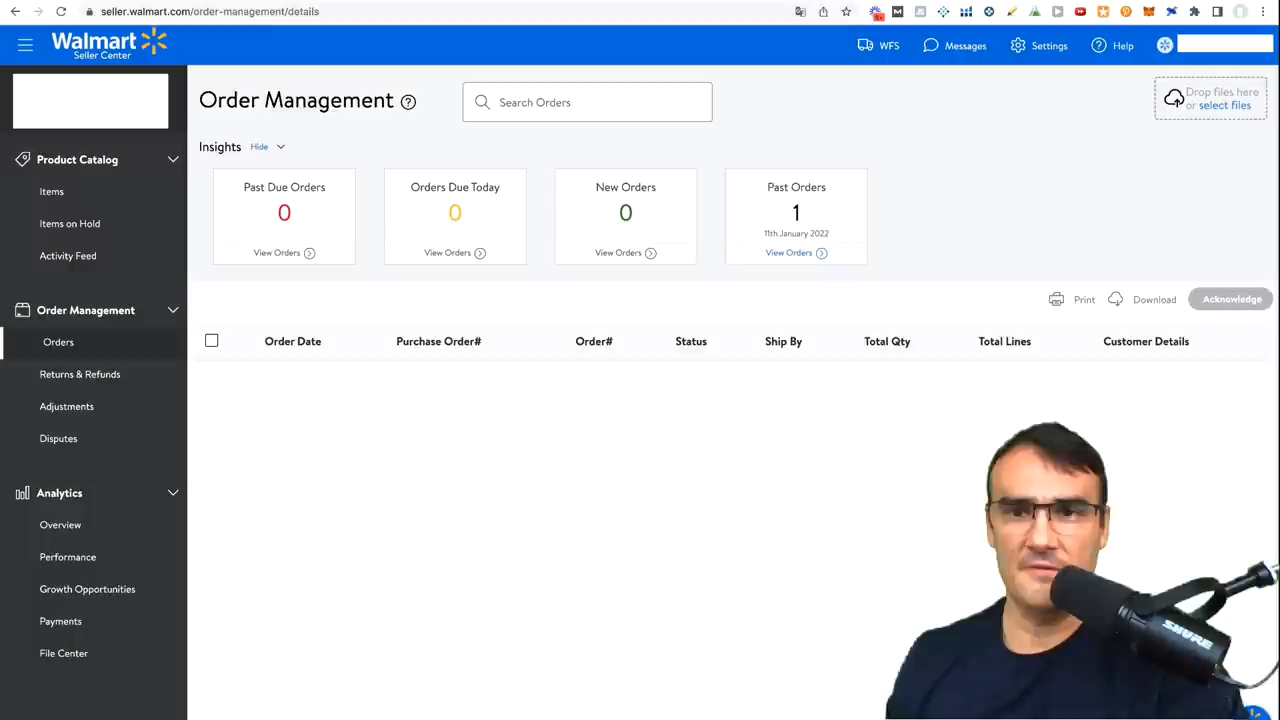 seller.walmart.com/order-management/details
Walmart
Seller Center
WFS
Messages
Settings
Help
Product Catalog
Items
Items on Hold
Activity Feed
Order Management
Orders
Returns & Refunds
Adjustments
Disputes
Analytics
Overview
Performance
Growth Opportunities
Payments
File Center
Order Management
Search Orders
Drop files here
or select files
Insights Hide
Past Due Orders
0
View Orders
Orders Due Today
0
View Orders
New Orders
0
View Orders
Past Orders
1
11th January 2022
View Orders
Print
Download
Acknowledge
Order Date Purchase Order# Order# Status Ship By Total Qty Total Lines Customer Details
SHURE